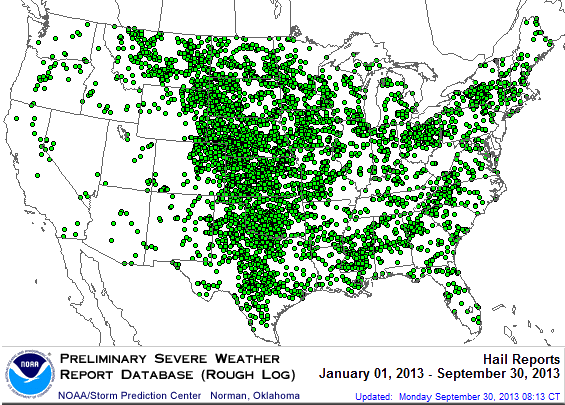 NOAA
PRELIMINARY SEVERE WEATHER
REPORT DATABASE (ROUGH LOG)
NOAA/Storm Prediction Center Norman, Oklahoma
Hail Reports
January 01, 2013 - September 30, 2013
Updated: Monday September 30, 2013 08:13 CT